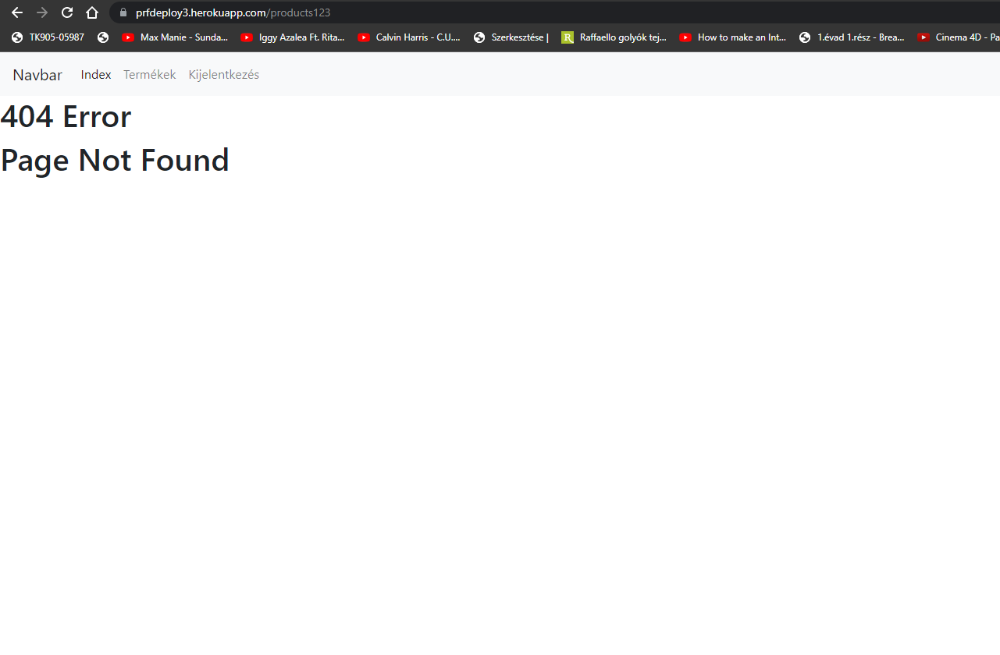 prfdeploy3.herokuapp.com/products123
TK905-05987 Max Manie - Sunda... Iggy Azalea Ft. Rita... Calvin Harris - C.U.... Szerkesztése | R Raffaello golyók tej... How to make an Int... 1.évad 1.rész - Brea... Cinema 4D - Pa
Navbar Index Termékek Kijelentkezés
404 Error
Page Not Found